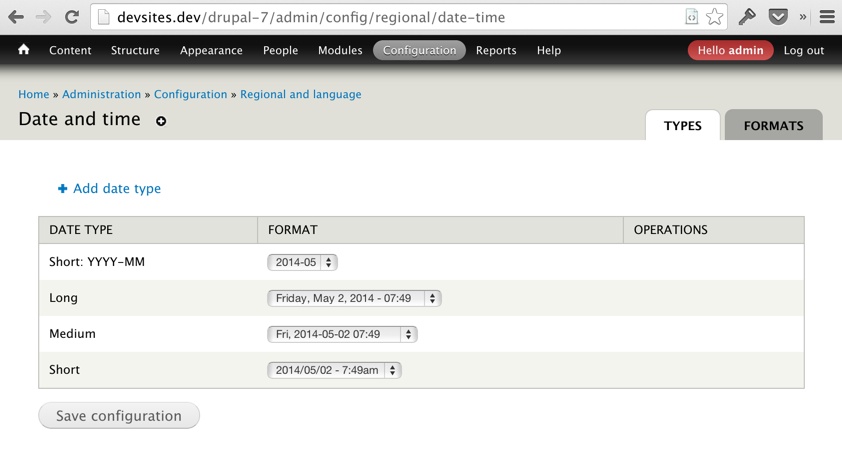 devsites.dev/drupal-7/admin/config/regional/date-time
Content Structure Appearance People Modules Configuration Reports Help Hello admin Log out
Home » Administration » Configuration » Regional and language
Date and time
TYPES FORMATS
Add date type
DATE TYPE FORMAT OPERATIONS
Short: YYYY-MM 2014-05
Long Friday, May 2, 2014 - 07:49
Medium Fri, 2014-05-02 07:49
Short 2014/05/02 - 7:49am
Save configuration